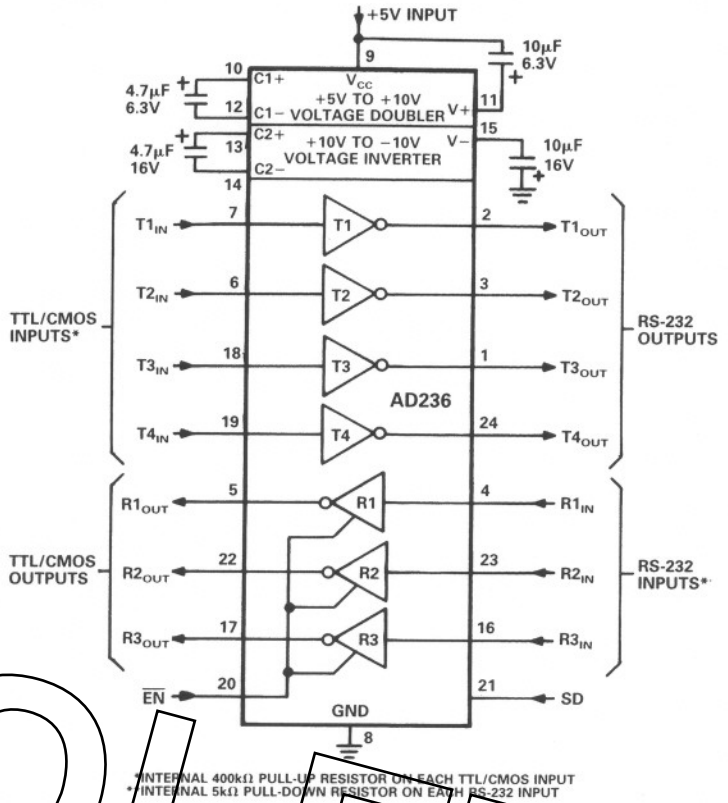 +5V INPUT
9
10µF
6.3V
+
10
C1+
VCC
4.7µF
6.3V
+
12
C1−
+5V TO +10V
VOLTAGE DOUBLER
V+
11
+
4.7µF
16V
13
C2+
C2−
14
+10V TO −10V
VOLTAGE INVERTER
V−
15
10µF
16V
+
TTL/CMOS
INPUTS*
T1IN
7
T1
2
T1OUT
T2IN
6
T2
3
T2OUT
T3IN
18
T3
1
T3OUT
AD236
T4IN
19
T4
24
T4OUT
RS-232
OUTPUTS
TTL/CMOS
OUTPUTS
R1OUT
5
R1
4
R1IN
R2OUT
22
R2
23
R2IN
R3OUT
17
R3
16
R3IN
RS-232
INPUTS**
EN
20
21
SD
GND
8
*INTERNAL 400kΩ PULL-UP RESISTOR ON EACH TTL/CMOS INPUT
**INTERNAL 5kΩ PULL-DOWN RESISTOR ON EACH RS-232 INPUT